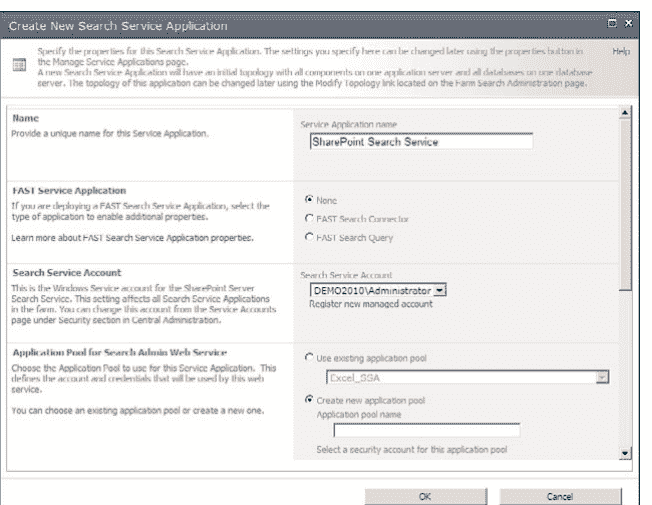 Create New Search Service Application
Specify the properties for this Search Service Application. The settings you specify here can be changed later using the properties button in
the Manage Service Applications page.
A new Search Service Application will have an initial topology with all components on one application server and all databases on one database
server. The topology of this application can be changed later using the Modify Topology link located on the Farm Search Administration page.
Help
Name
Provide a unique name for this Service Application.
Service Application name
SharePoint Search Service
FAST Service Application
If you are deploying a FAST Search Service Application, select the
type of application to enable additional properties.
Learn more about FAST Search Service Application properties.
None
FAST Search Connector
FAST Search Query
Search Service Account
This is the Windows Service account for the SharePoint Server
Search Service. This setting affects all Search Service Applications
in the farm. You can change this account from the Service Accounts
page under Security section in Central Administration.
Search Service Account
DEMO2010\Administrator
Register new managed account
Application Pool for Search Admin Web Service
Choose the Application Pool to use for this Service Application. This
defines the account and credentials that will be used by this web
service.
You can choose an existing application pool or create a new one.
Use existing application pool
Excel_SSA
Create new application pool
Application pool name
Select a security account for this application pool
OK
Cancel